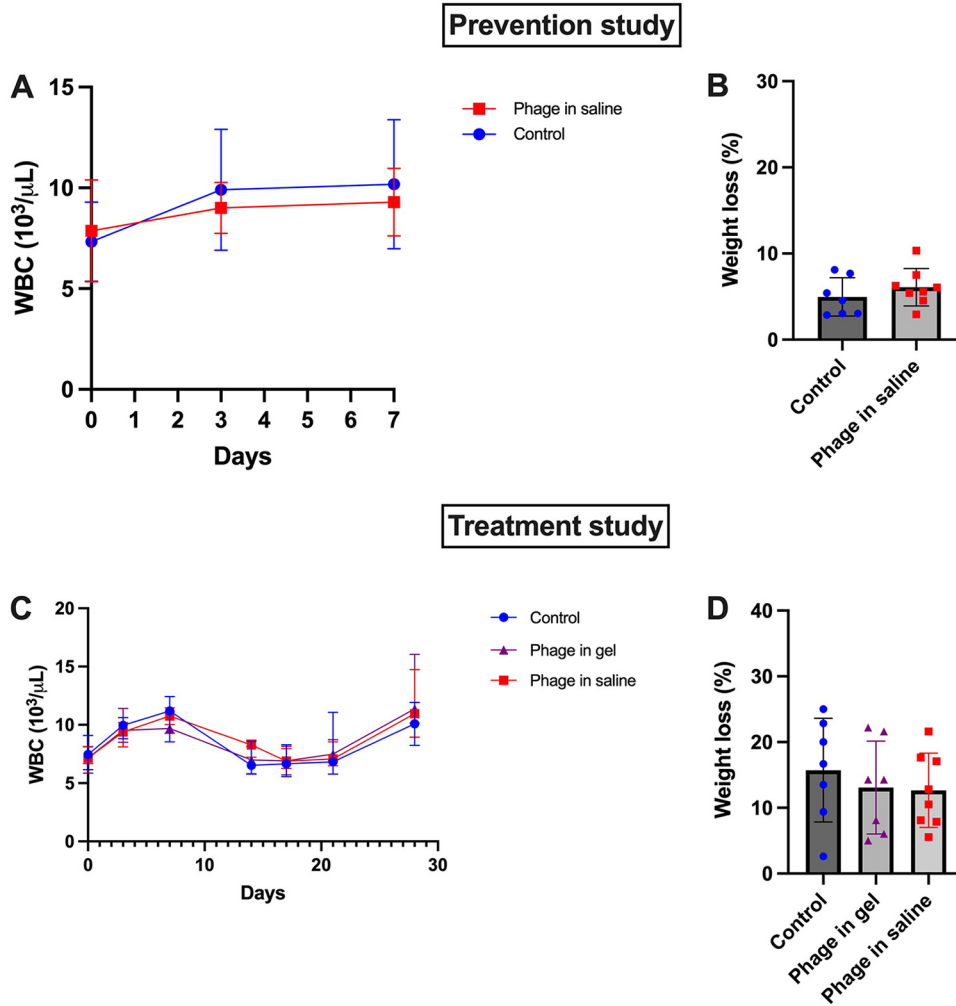 Prevention study
A
15
10
5
0
WBC (10³/µL)
0 1 2 3 4 5 6 7
Days
Phage in saline
Control
B
30
20
10
0
Weight loss (%)
Control
Phage in saline
Treatment study
C
20
15
10
5
0
WBC (10³/µL)
0 10 20 30
Days
Control
Phage in gel
Phage in saline
D
40
30
20
10
0
Weight loss (%)
Control
Phage in gel
Phage in saline